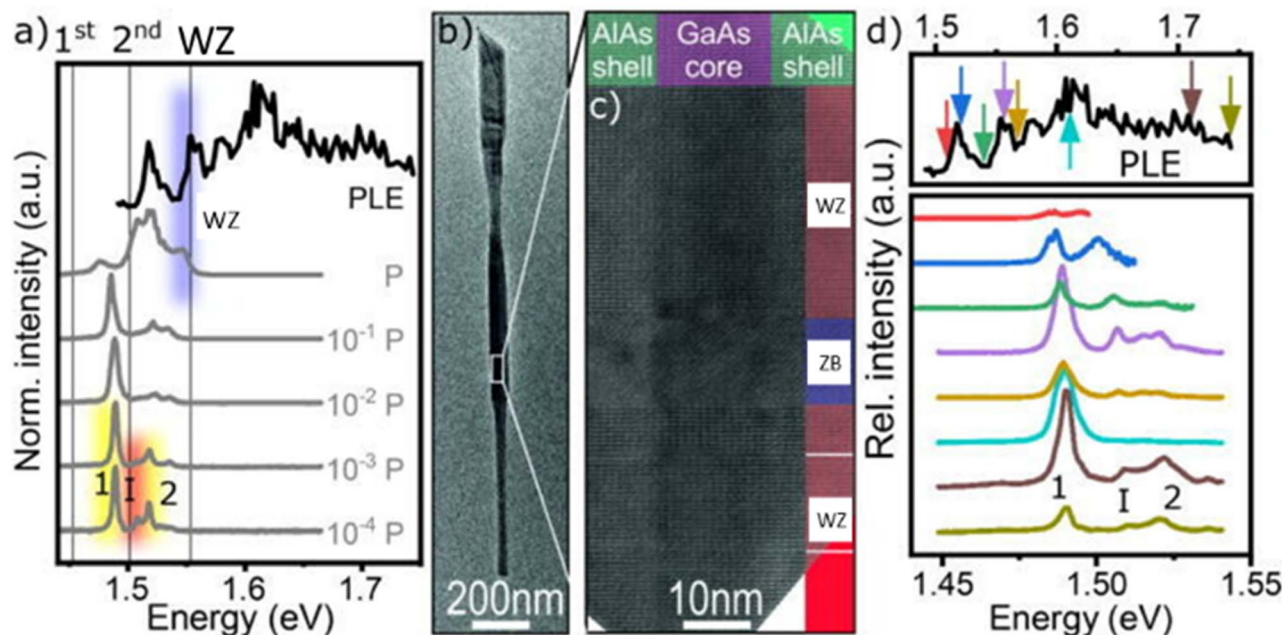 a)
1st 2nd WZ
Norm. intensity (a.u.)
PLE
WZ
P
10-1 P
10-2 P
10-3 P
10-4 P
1 I 2
1.5 1.6 1.7
Energy (eV)
b)
200nm
AlAs shell
GaAs core
AlAs shell
c)
WZ
ZB
WZ
10nm
d)
1.5 1.6 1.7
PLE
Rel. intensity (a.u.)
1 I 2
1.45 1.50 1.55
Energy (eV)